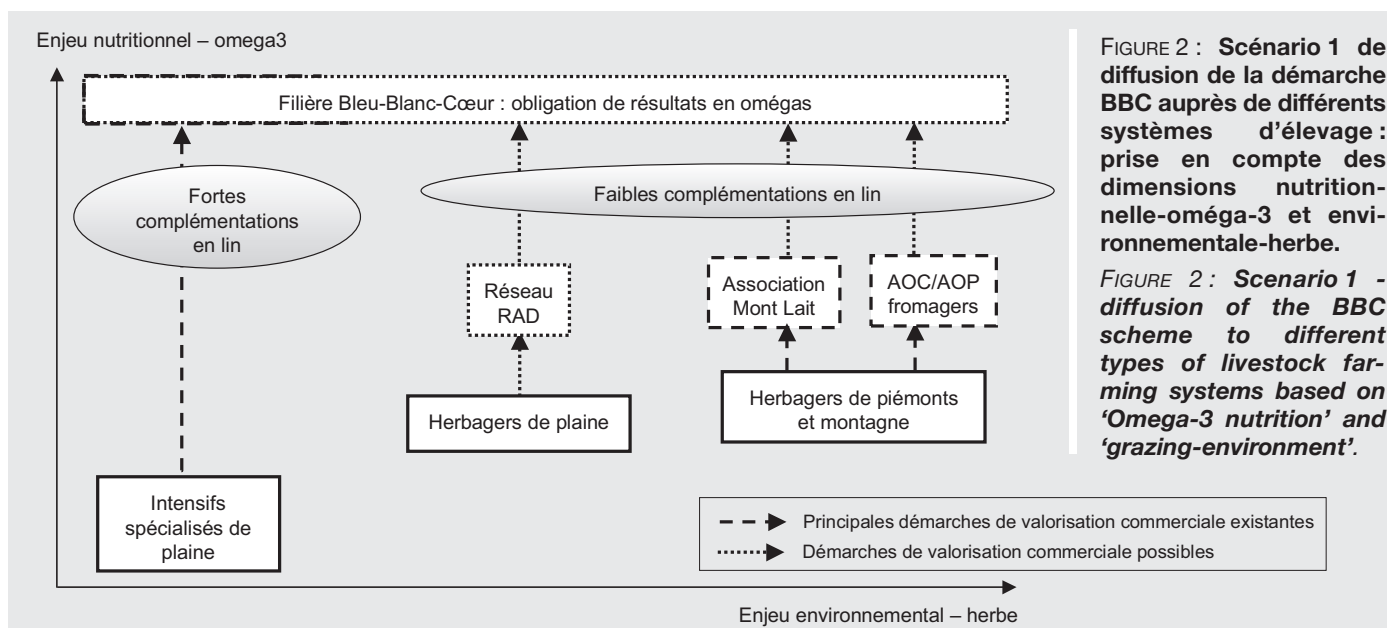 Enjeu nutritionnel – omega3
Filière Bleu-Blanc-Cœur : obligation de résultats en omégas
Fortes
complémentations
en lin
Faibles complémentations en lin
Réseau
RAD
Association
Mont Lait
AOC/AOP
fromagers
Herbagers de plaine
Herbagers de piémonts
et montagne
Intensifs
spécialisés de
plaine
Principales démarches de valorisation commerciale existantes
Démarches de valorisation commerciale possibles
Enjeu environnemental – herbe
FIGURE 2 : Scénario 1 de
diffusion de la démarche
BBC auprès de différents
systèmes d'élevage :
prise en compte des
dimensions nutrition-
nelle-oméga-3 et envi-
ronnementale-herbe.
FIGURE 2 : Scenario 1 -
diffusion of the BBC
scheme to different
types of livestock far-
ming systems based on
'Omega-3 nutrition' and
'grazing-environment'.